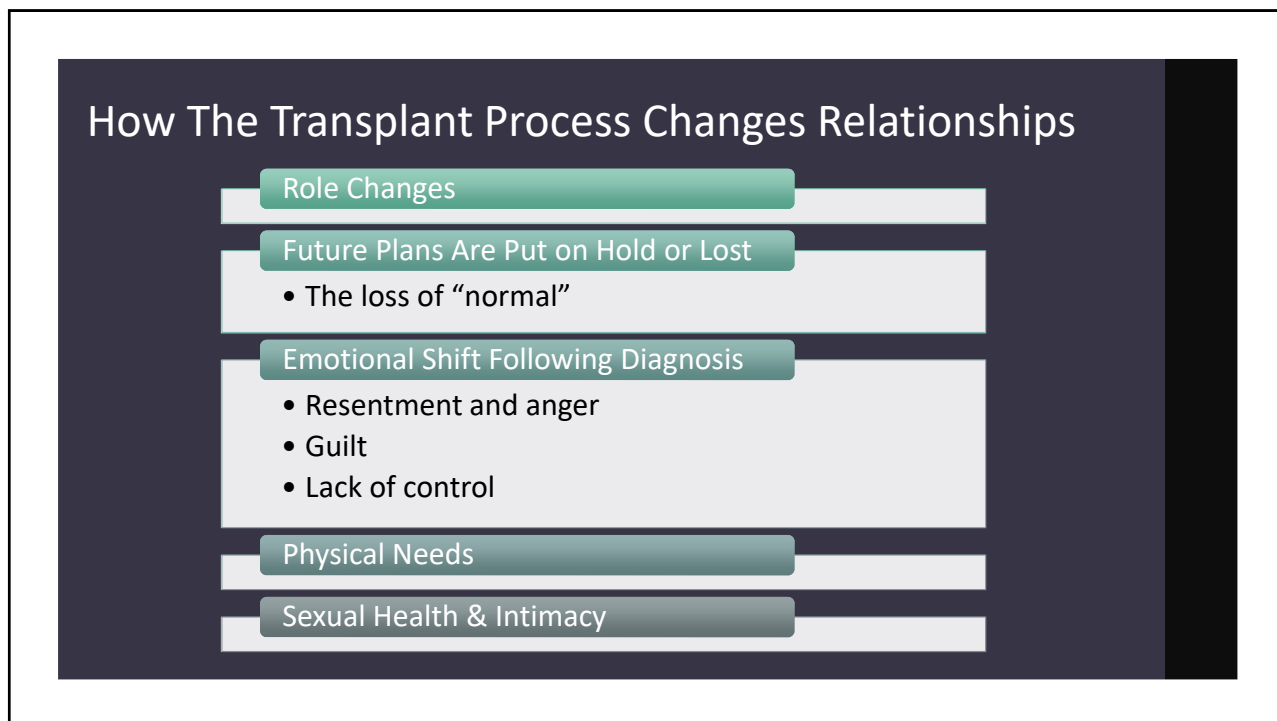 How The Transplant Process Changes Relationships
Role Changes
Future Plans Are Put on Hold or Lost
• The loss of “normal”
Emotional Shift Following Diagnosis
• Resentment and anger
• Guilt
• Lack of control
Physical Needs
Sexual Health & Intimacy